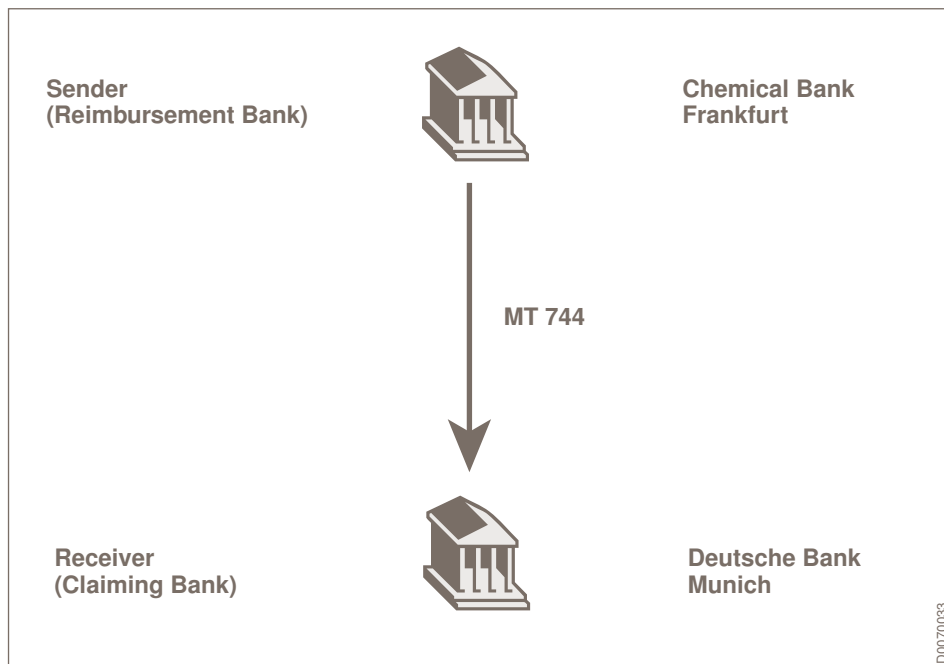 Sender
(Reimbursement Bank)
Chemical Bank
Frankfurt
MT 744
Receiver
(Claiming Bank)
Deutsche Bank
Munich
D0070033